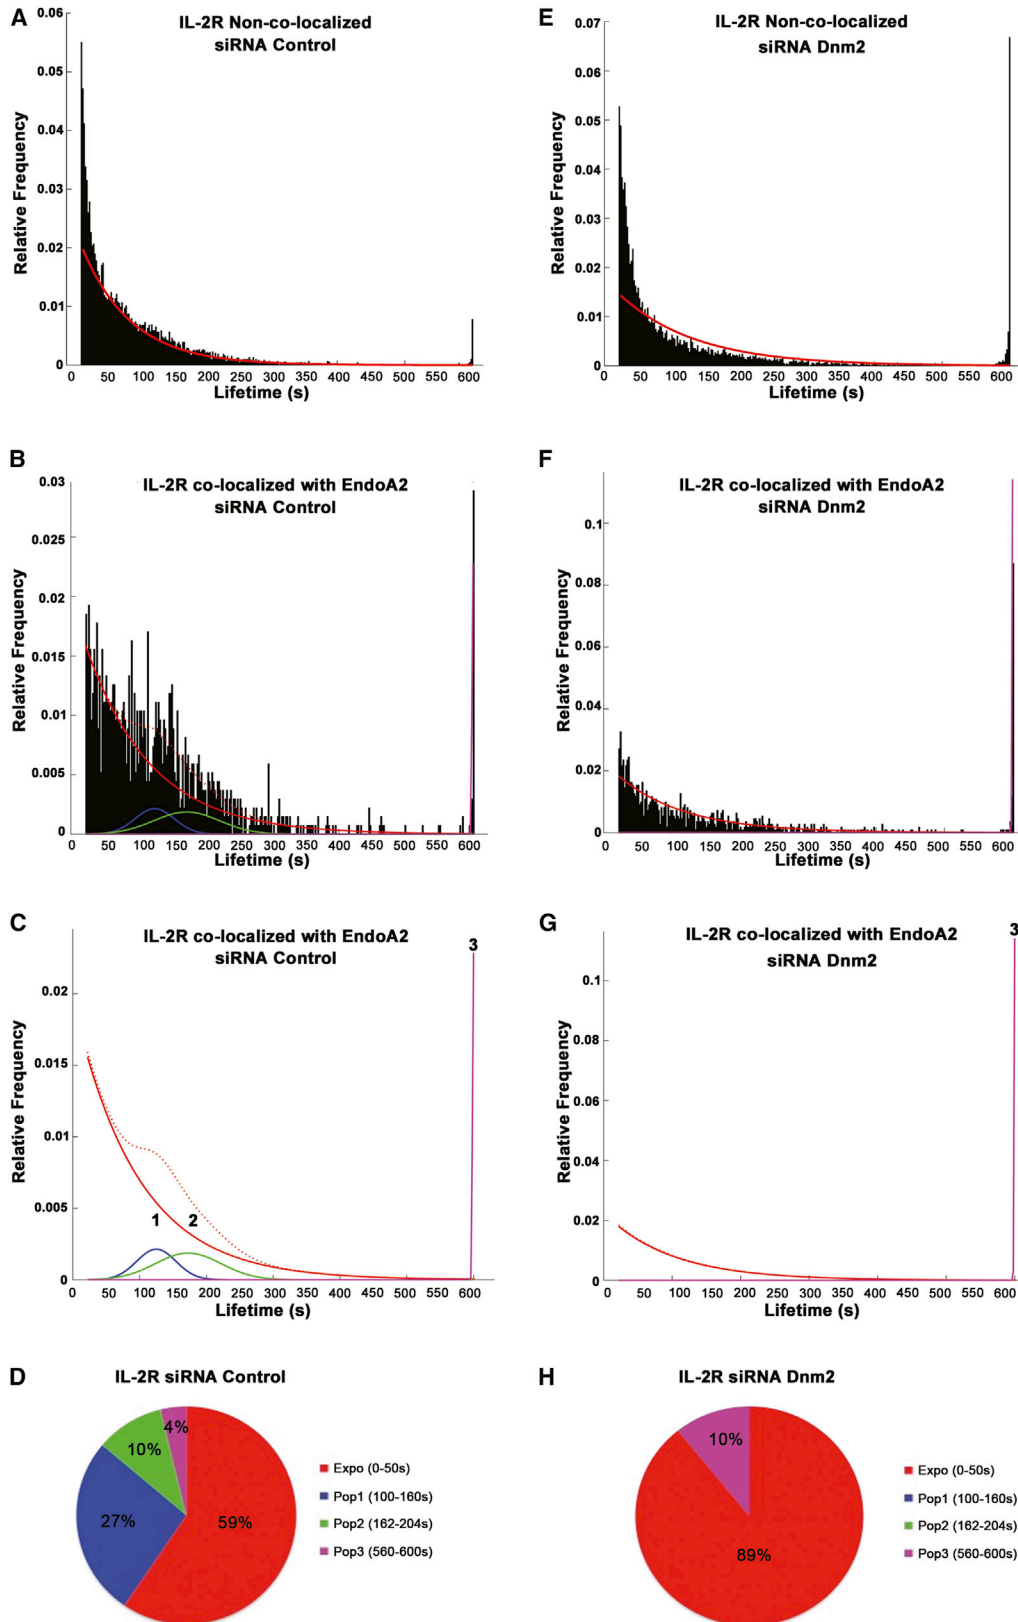 A
IL-2R Non-co-localized
siRNA Control
Relative Frequency
0.06
0.05
0.04
0.03
0.02
0.01
0
0 50 100 150 200 250 300 350 400 450 500 550 600
Lifetime (s)
E
IL-2R Non-co-localized
siRNA Dnm2
Relative Frequency
0.07
0.06
0.05
0.04
0.03
0.02
0.01
0
0 50 100 150 200 250 300 350 400 450 500 550 600
Lifetime (s)
B
IL-2R co-localized with EndoA2
siRNA Control
Relative Frequency
0.03
0.025
0.02
0.015
0.01
0.005
0
0 50 100 150 200 250 300 350 400 450 500 550 600
Lifetime (s)
F
IL-2R co-localized with EndoA2
siRNA Dnm2
Relative Frequency
0.1
0.08
0.06
0.04
0.02
0
0 50 100 150 200 250 300 350 400 450 500 550 600
Lifetime (s)
C
IL-2R co-localized with EndoA2
siRNA Control
3
Relative Frequency
0.02
0.015
0.01
0.005
0
1 2
0 50 100 150 200 250 300 350 400 450 500 550 600
Lifetime (s)
G
IL-2R co-localized with EndoA2
siRNA Dnm2
3
Relative Frequency
0.1
0.08
0.06
0.04
0.02
0
0 50 100 150 200 250 300 350 400 450 500 550 600
Lifetime (s)
D
IL-2R siRNA Control
4%
10%
27%
59%
Expo (0-50s)
Pop1 (100-160s)
Pop2 (162-204s)
Pop3 (560-600s)
H
IL-2R siRNA Dnm2
10%
89%
Expo (0-50s)
Pop1 (100-160s)
Pop2 (162-204s)
Pop3 (560-600s)